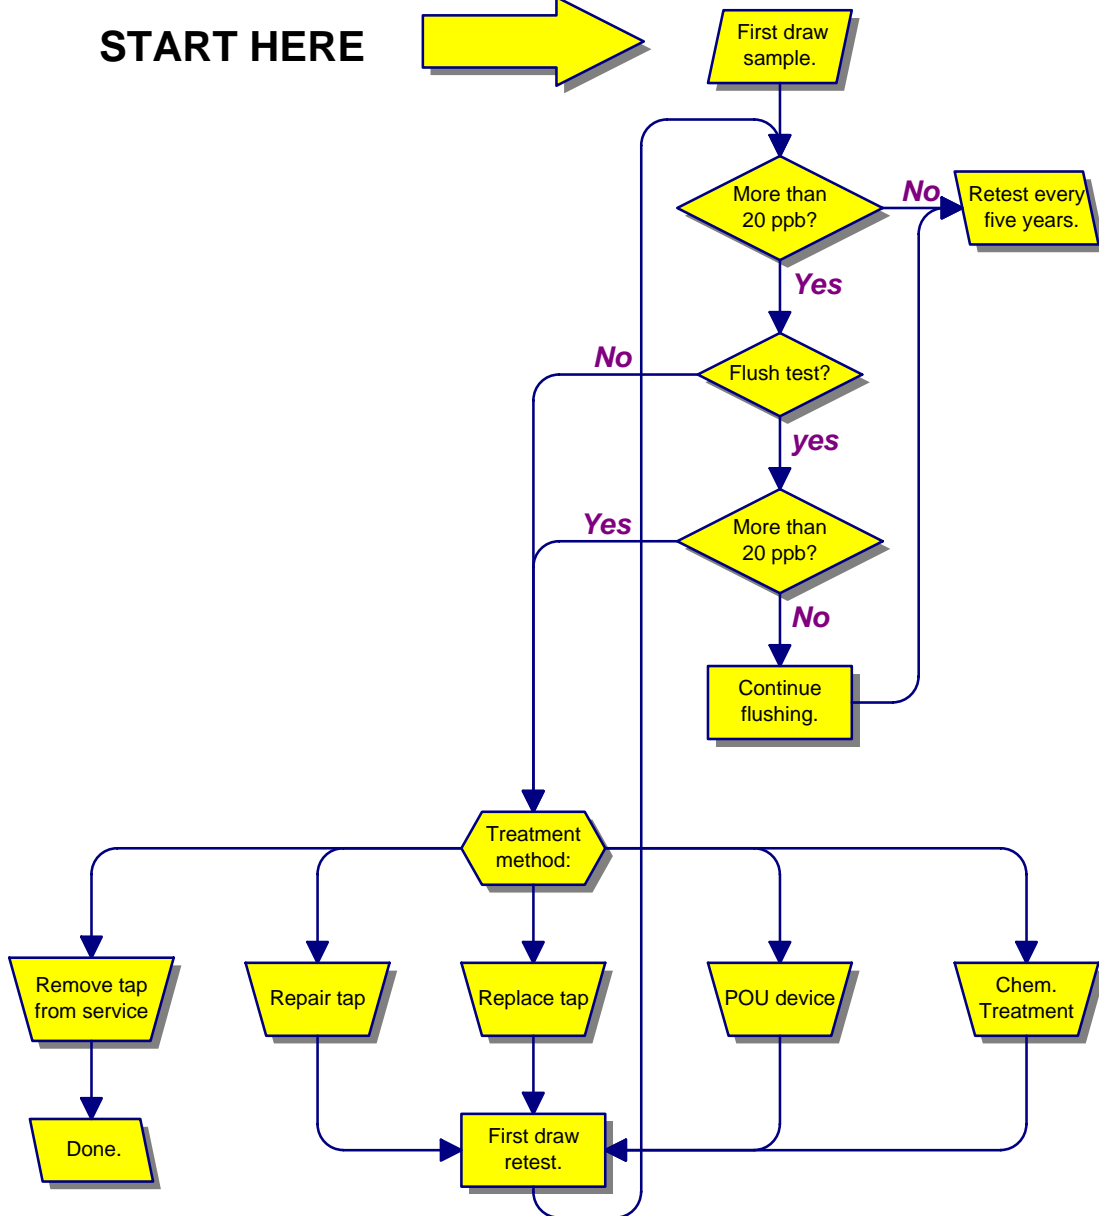 START HERE
First draw
sample.
More than
20 ppb?
No
Retest every
five years.
Yes
Flush test?
No
yes
More than
20 ppb?
Yes
No
Continue
flushing.
Treatment
method:
Remove tap
from service
Repair tap
Replace tap
POU device
Chem.
Treatment
Done.
First draw
retest.